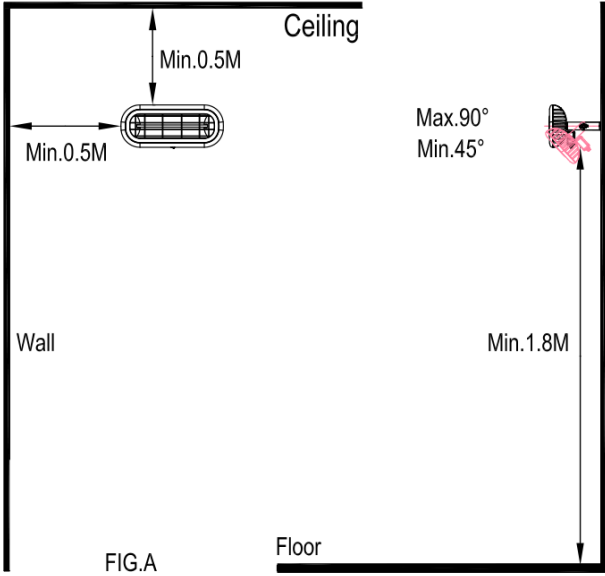 Ceiling
Min.0.5M
Min.0.5M
Max.90°
Min.45°
Wall
Min.1.8M
Floor
FIG.A